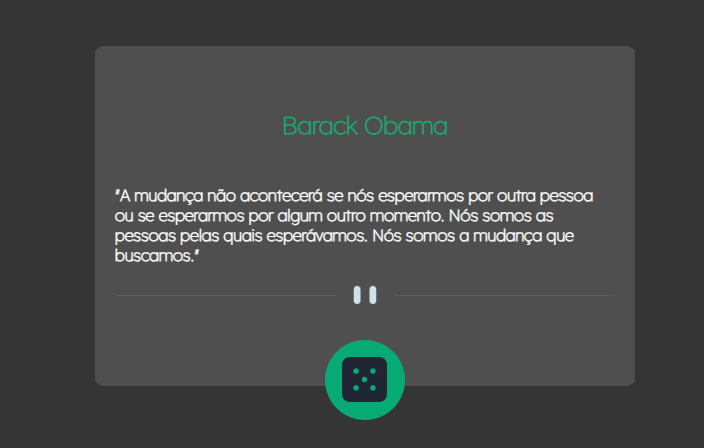 Barack Obama
"A mudança não acontecerá se nós esperarmos por outra pessoa
ou se esperarmos por algum outro momento. Nós somos as
pessoas pelas quais esperávamos. Nós somos a mudança que
buscamos."